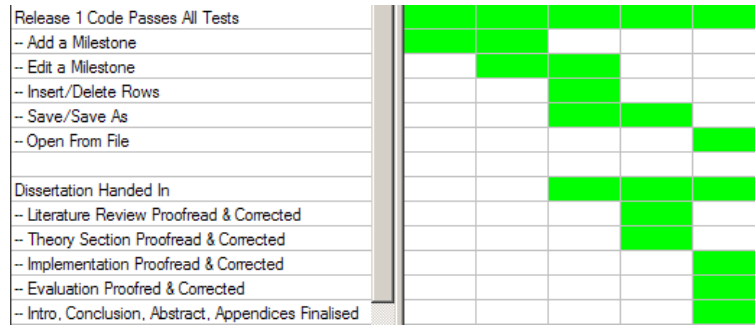 Release 1 Code Passes All Tests
-- Add a Milestone
-- Edit a Milestone
-- Insert/Delete Rows
-- Save/Save As
-- Open From File
Dissertation Handed In
-- Literature Review Proofread & Corrected
-- Theory Section Proofread & Corrected
-- Implementation Proofread & Corrected
-- Evaluation Proofred & Corrected
-- Intro, Conclusion, Abstract, Appendices Finalised